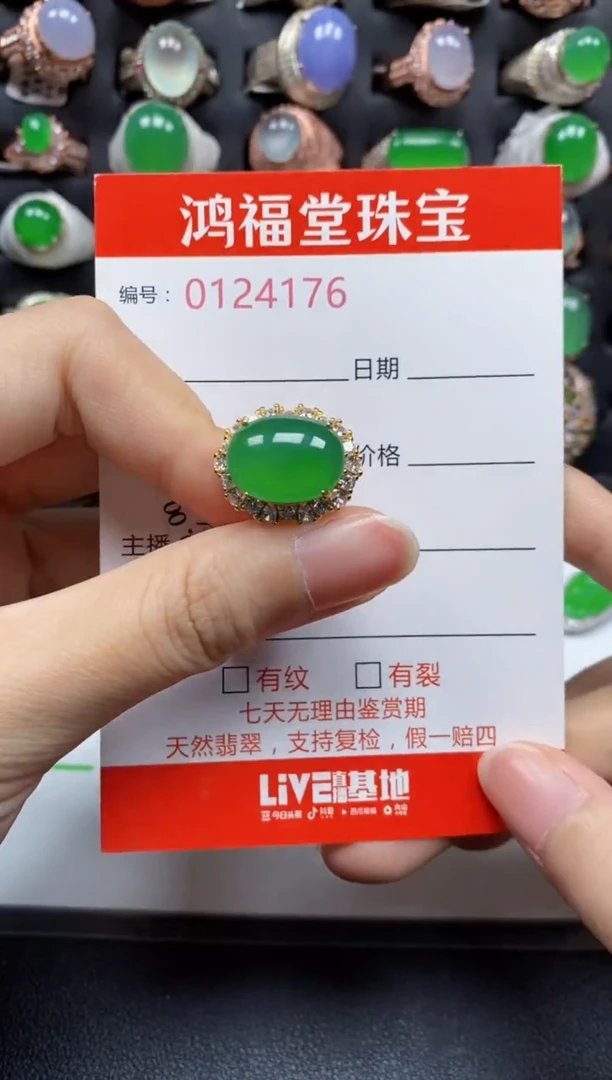 鸿福堂珠宝
编号：0124176
日期
价格
主播
有纹 有裂
七天无理由鉴赏期
天然翡翠，支持复检，假一赔四
LiVE直播基地
今日头条 抖音 西瓜视频 火山